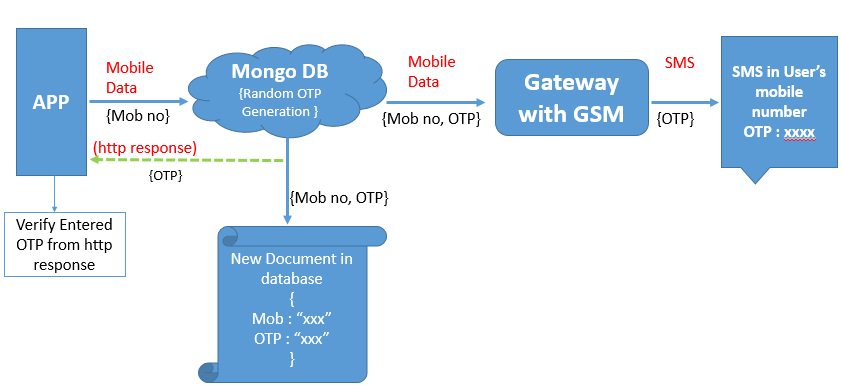 APP
Mobile
Data
{Mob no}
Mongo DB
{Random OTP
Generation }
Mobile
Data
{Mob no, OTP}
Gateway
with GSM
SMS
{OTP}
SMS in User’s
mobile
number
OTP : xxxx
(http response)
{OTP}
{Mob no, OTP}
Verify Entered
OTP from http
response
New Document in
database
{
Mob : “xxx”
OTP : “xxx”
}